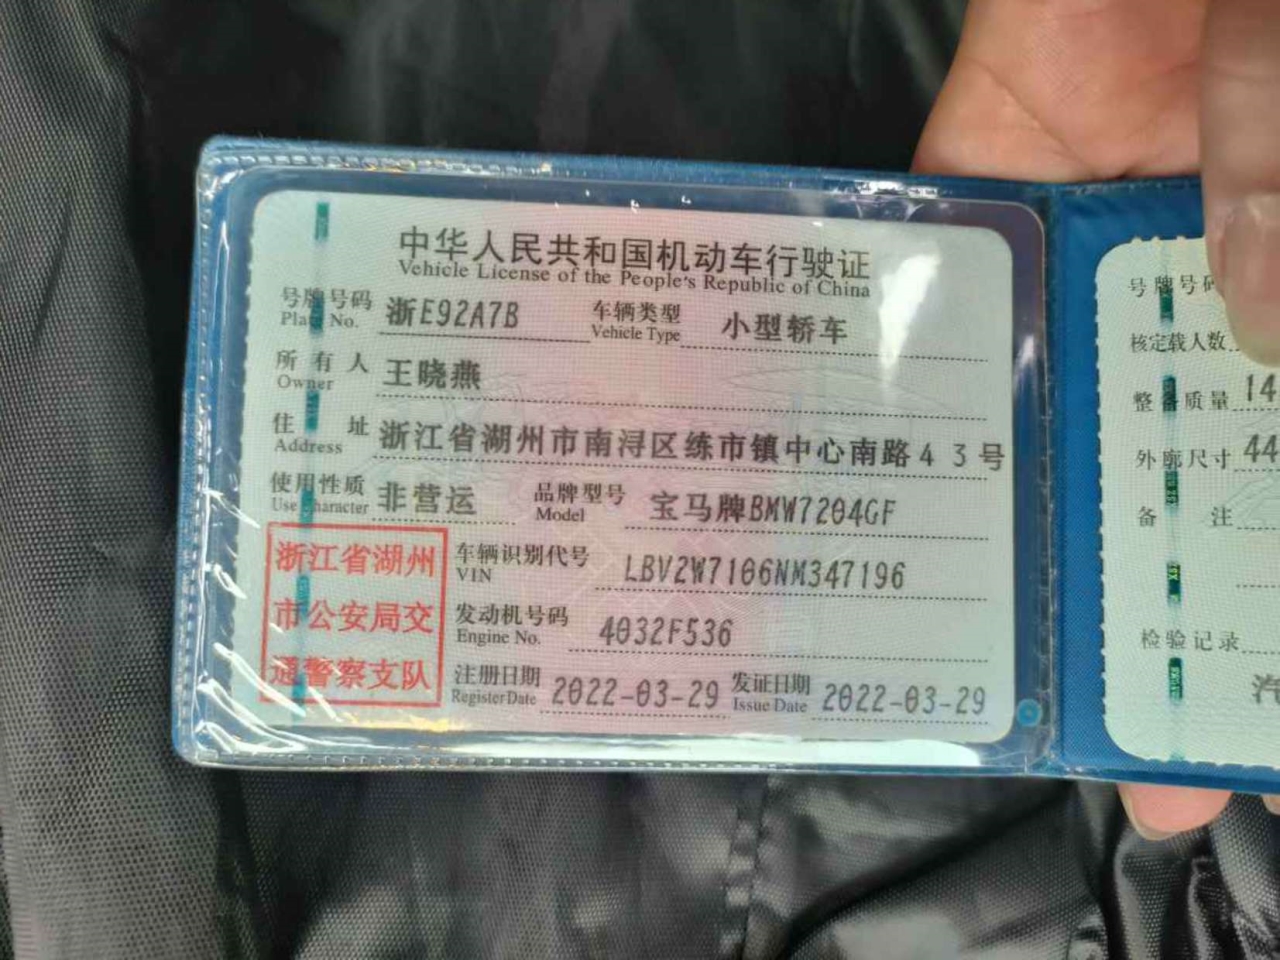 中华人民共和国机动车行驶证
Vehicle License of the People's Republic of China
号牌号码 浙E92A7B 车辆类型 小型轿车
Plate No. Vehicle Type
所有人 王晓燕
Owner
住址 浙江省湖州市南浔区练市镇中心南路43号
Address
使用性质 非营运 品牌型号 宝马牌BMW7204GF
Use Character Model
浙江省湖州
市公安局交
通警察支队
车辆识别代号 LBV2W7106NM347196
VIN
发动机号码 4032F536
Engine No.
注册日期 2022-03-29 发证日期 2022-03-29
Register Date Issue Date
号牌号码
核定载人数
整备质量 14
外廓尺寸 44
备注
检验记录
汽